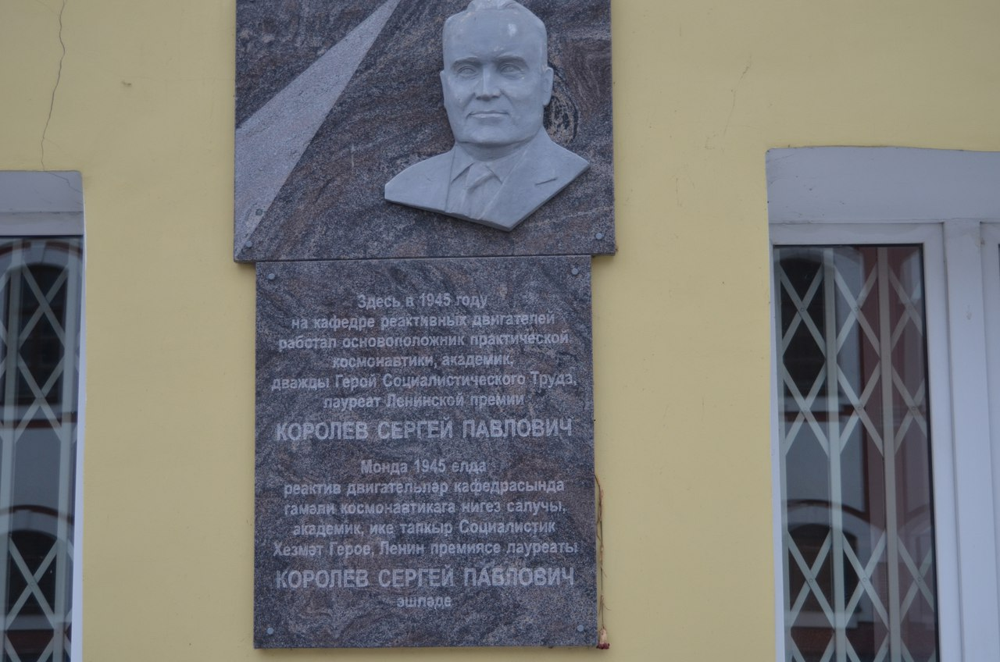 Здесь в 1945 году
на кафедре реактивных двигателей
работал основоположник практической
космонавтики, академик,
дважды Герой Социалистического Труда,
лауреат Ленинской премии
КОРОЛЕВ СЕРГЕЙ ПАВЛОВИЧ
Монда 1945 елда
реактив двигательләр кафедрасында
гамәли космонавтикага нигез салучы,
академик, ике тапкыр Социалистик
Хезмәт Герое, Ленин премиясе лауреаты
КОРОЛЕВ СЕРГЕЙ ПАВЛОВИЧ
эшләде